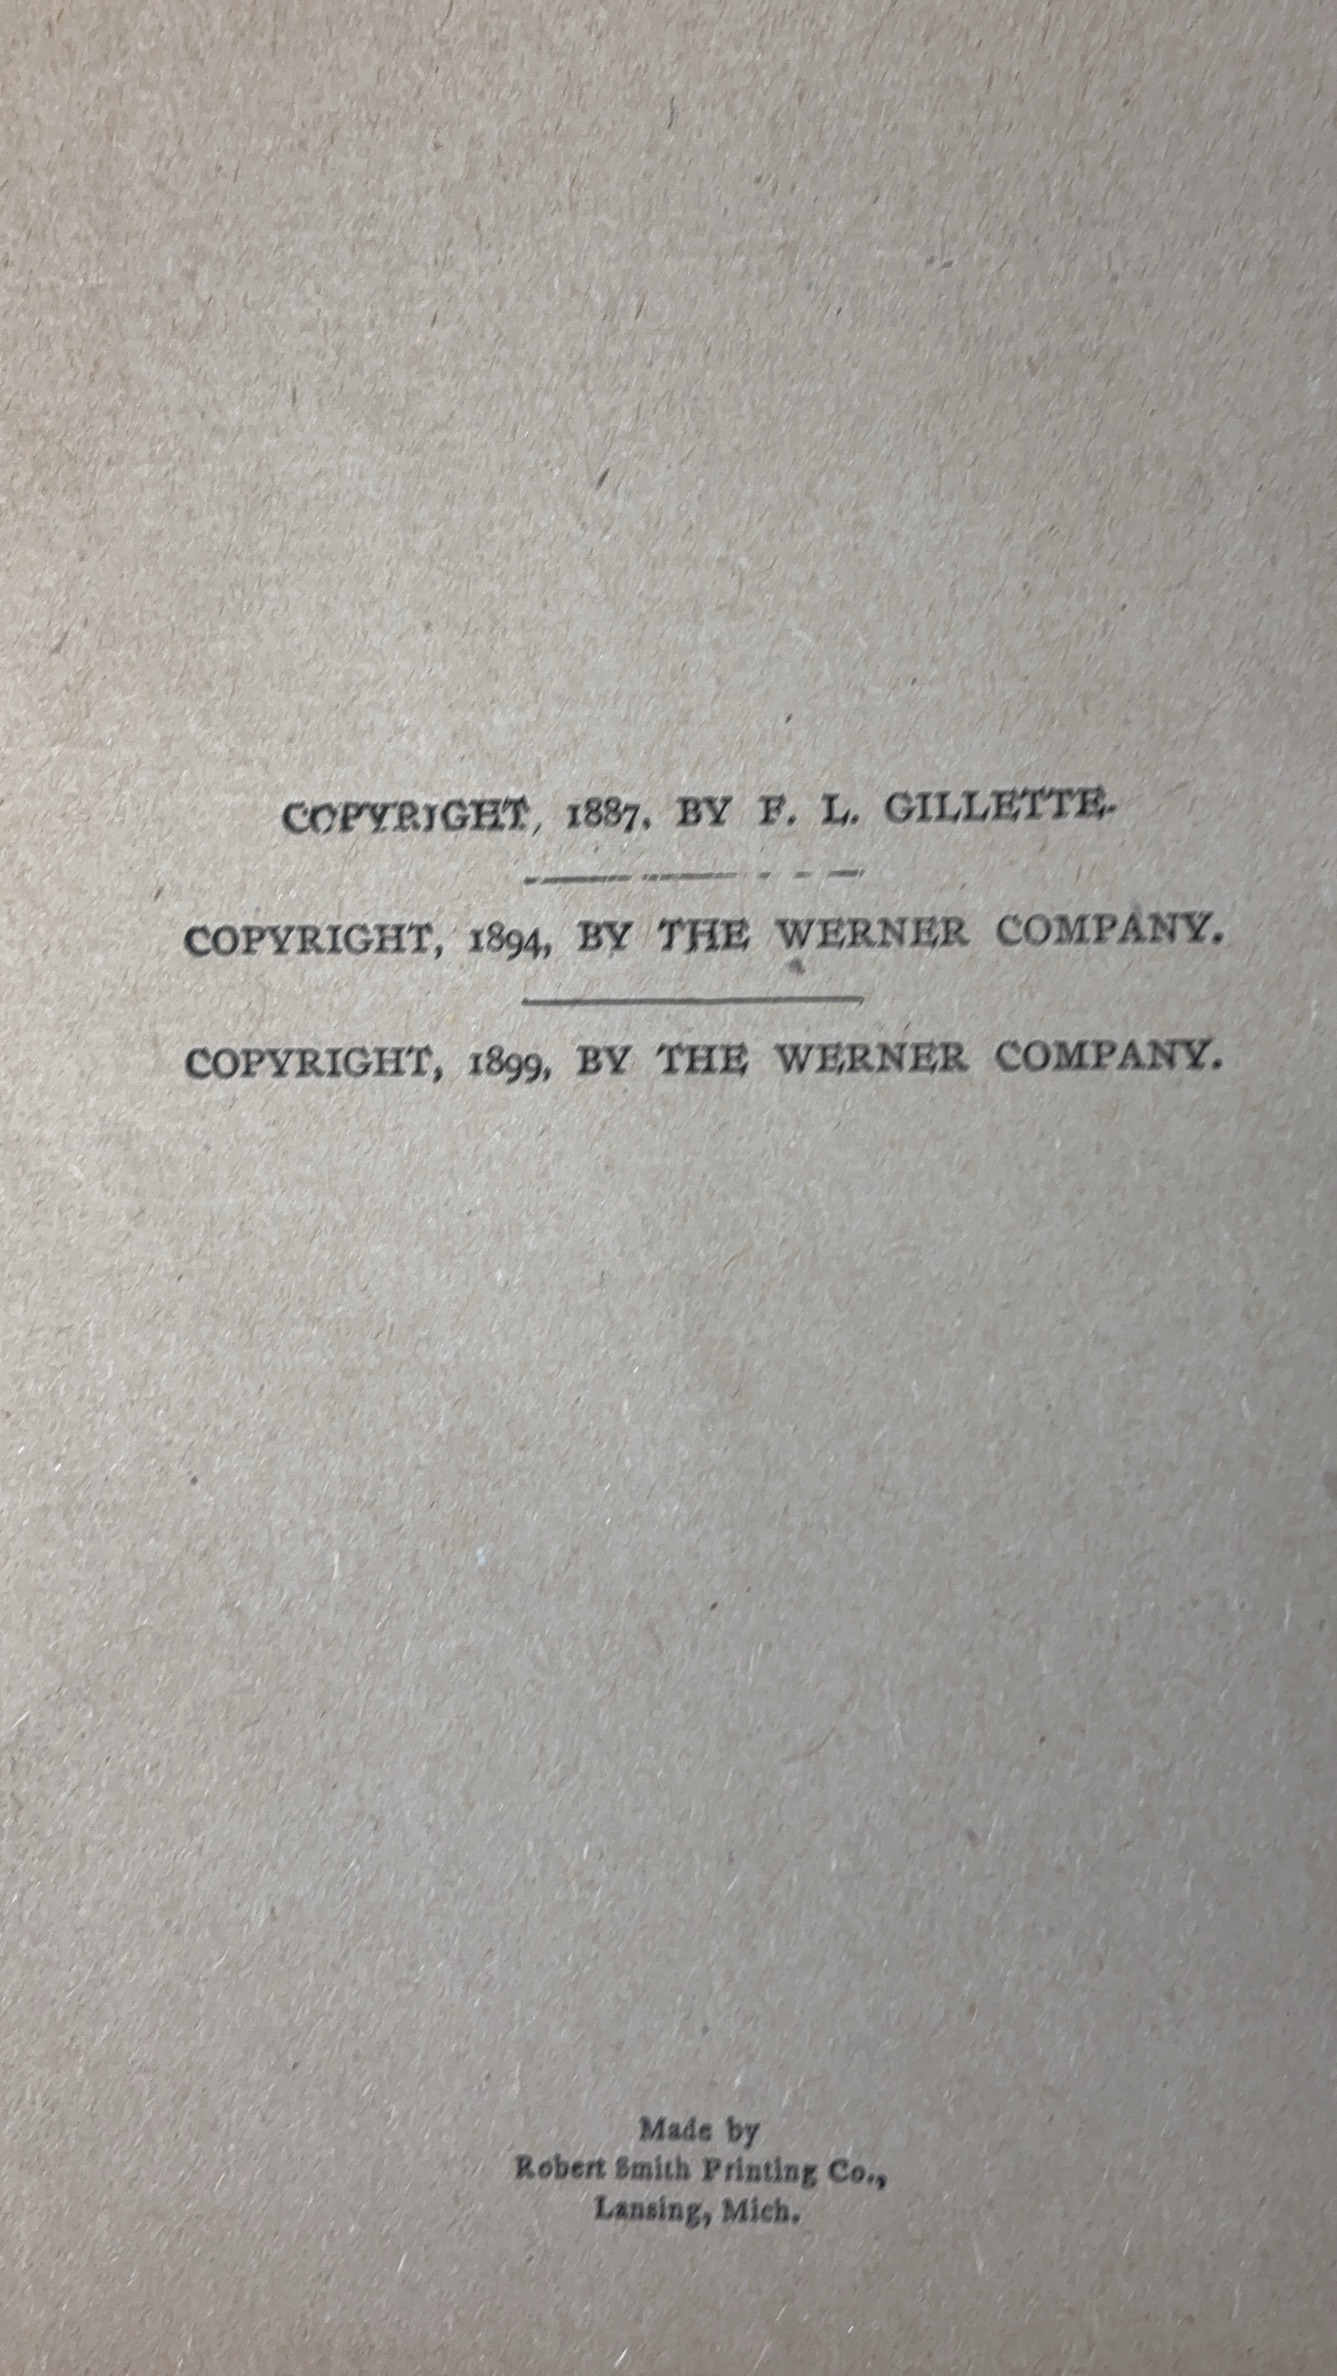 COPYRIGHT, 1887, BY F. L. GILLETTE.
COPYRIGHT, 1894, BY THE WERNER COMPANY.
COPYRIGHT, 1899, BY THE WERNER COMPANY.
Made by
Robert Smith Printing Co.,
Lansing, Mich.